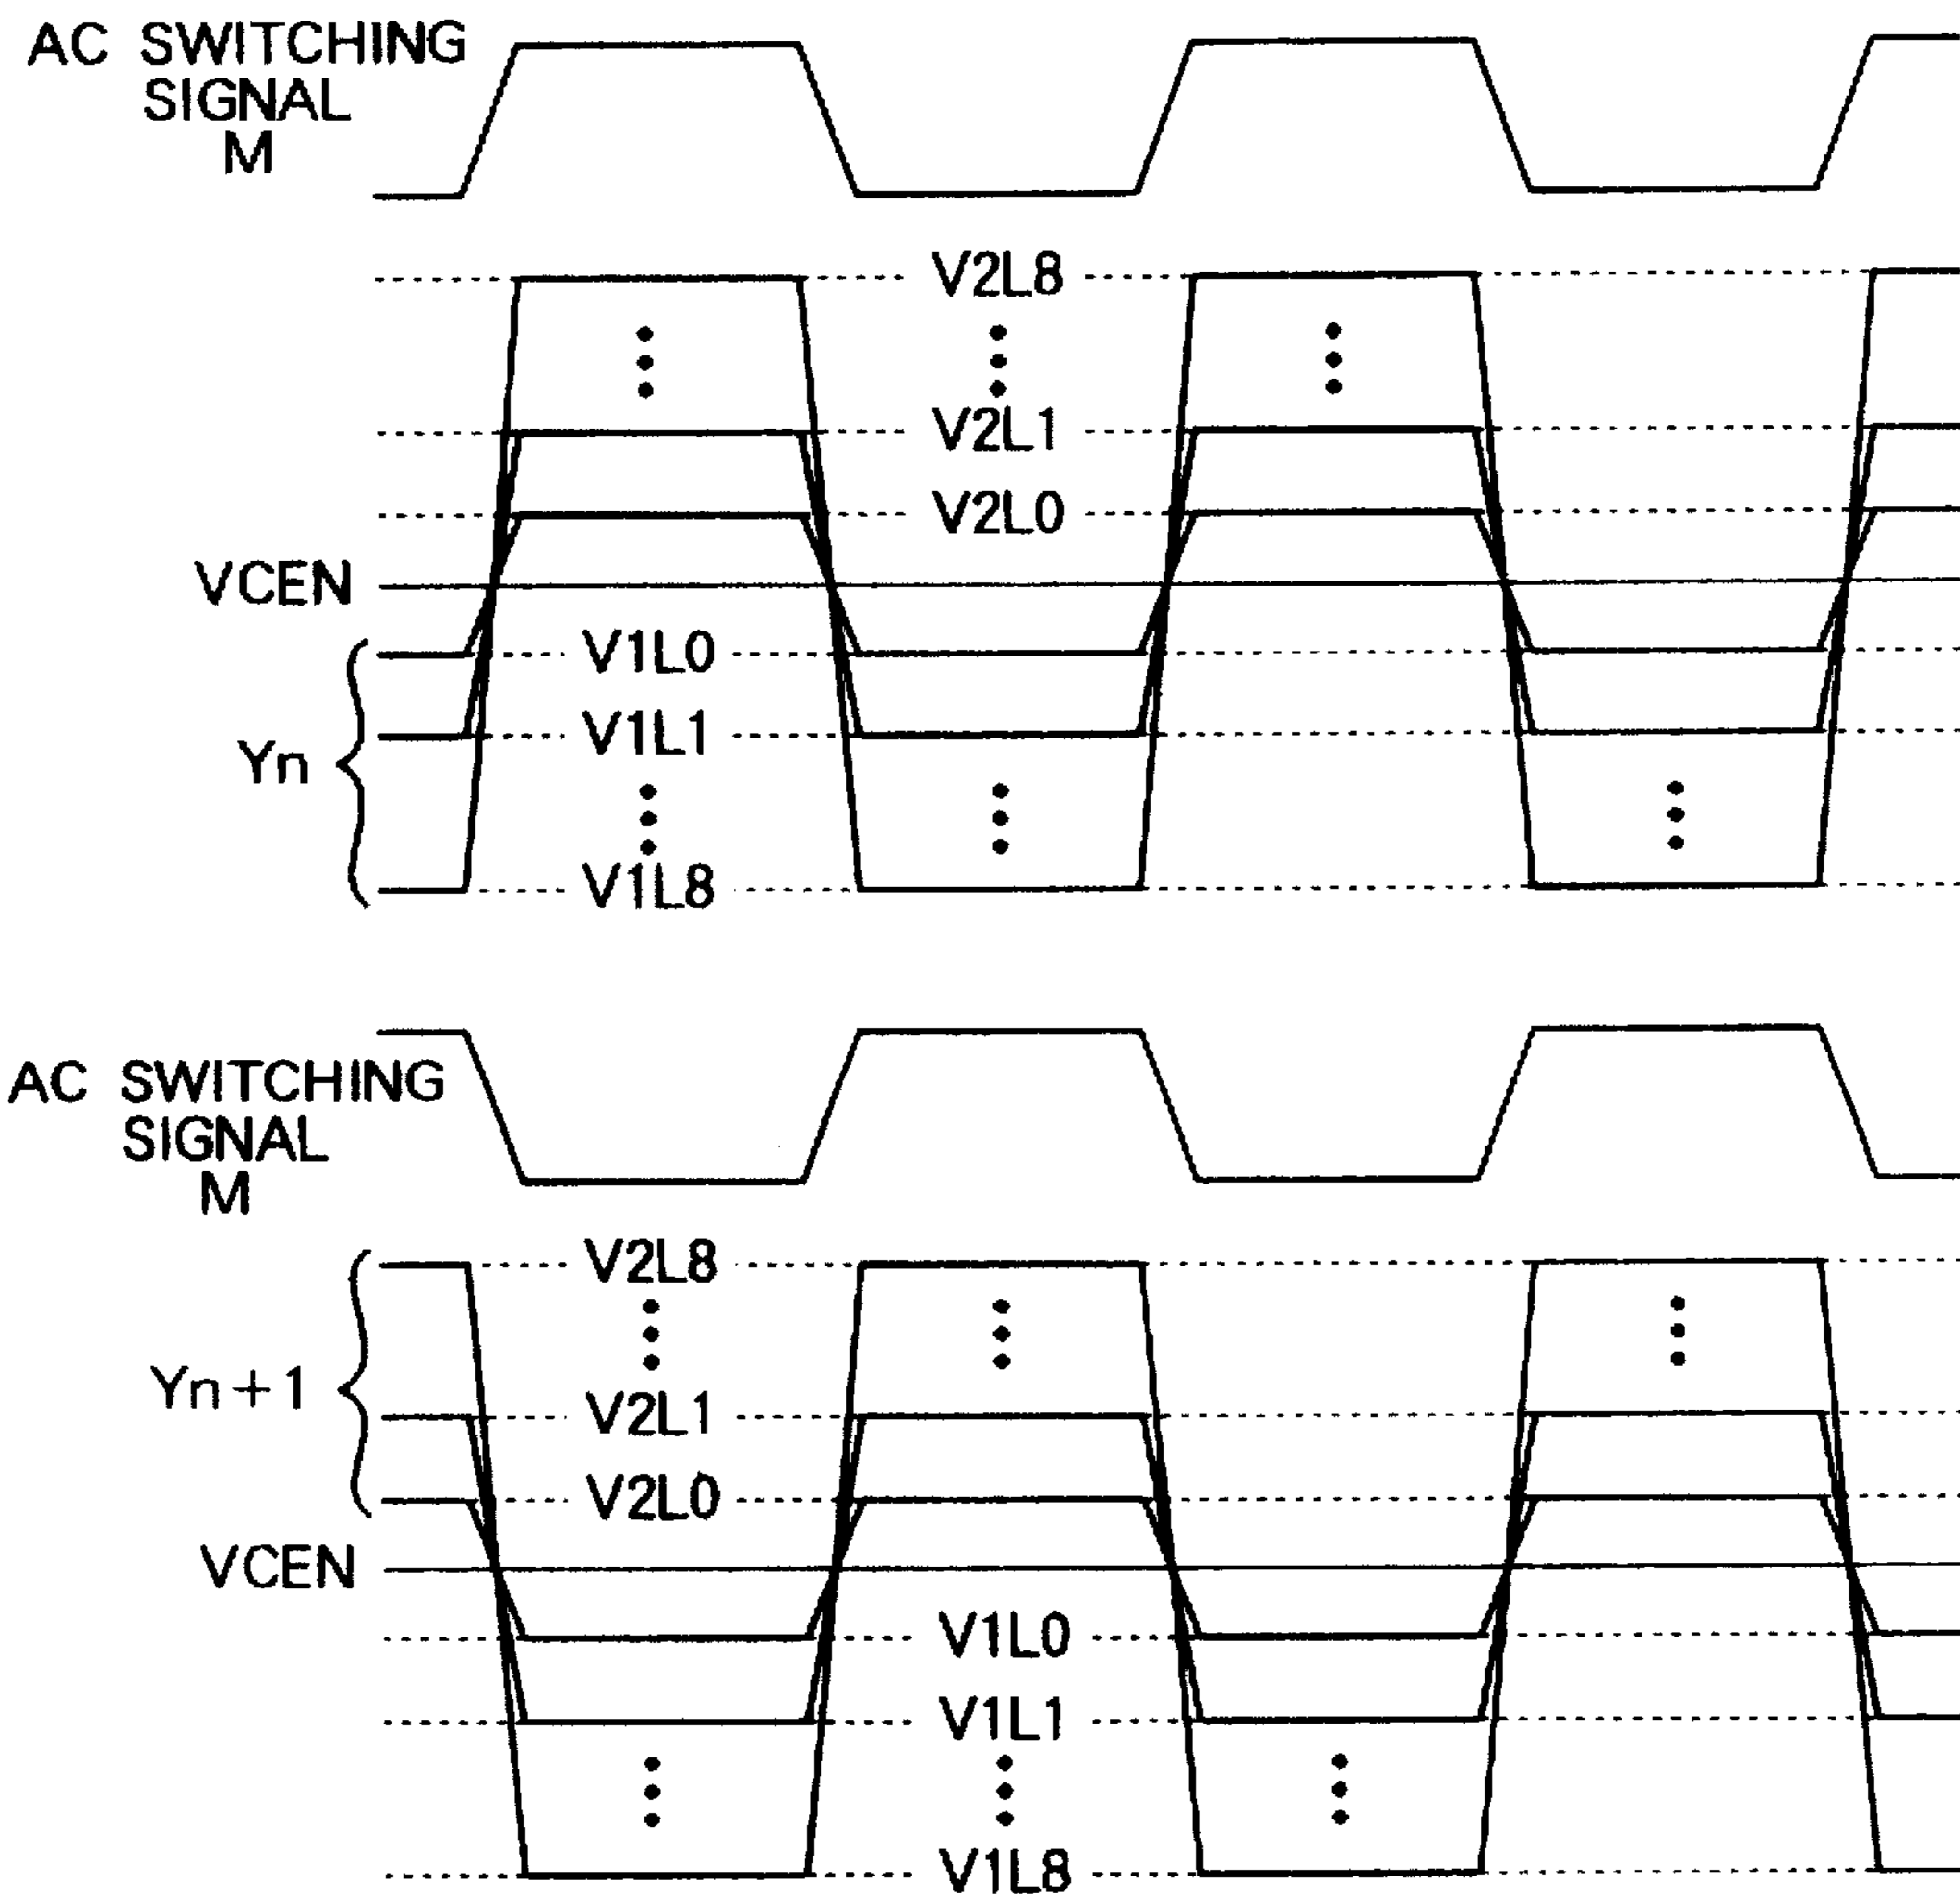 AC SWITCHING
SIGNAL
M
V2L8
V2L1
V2L0
VCEN
V1L0
Yn
V1L1
V1L8
AC SWITCHING
SIGNAL
M
V2L8
Yn+1
V2L1
V2L0
VCEN
V1L0
V1L1
V1L8